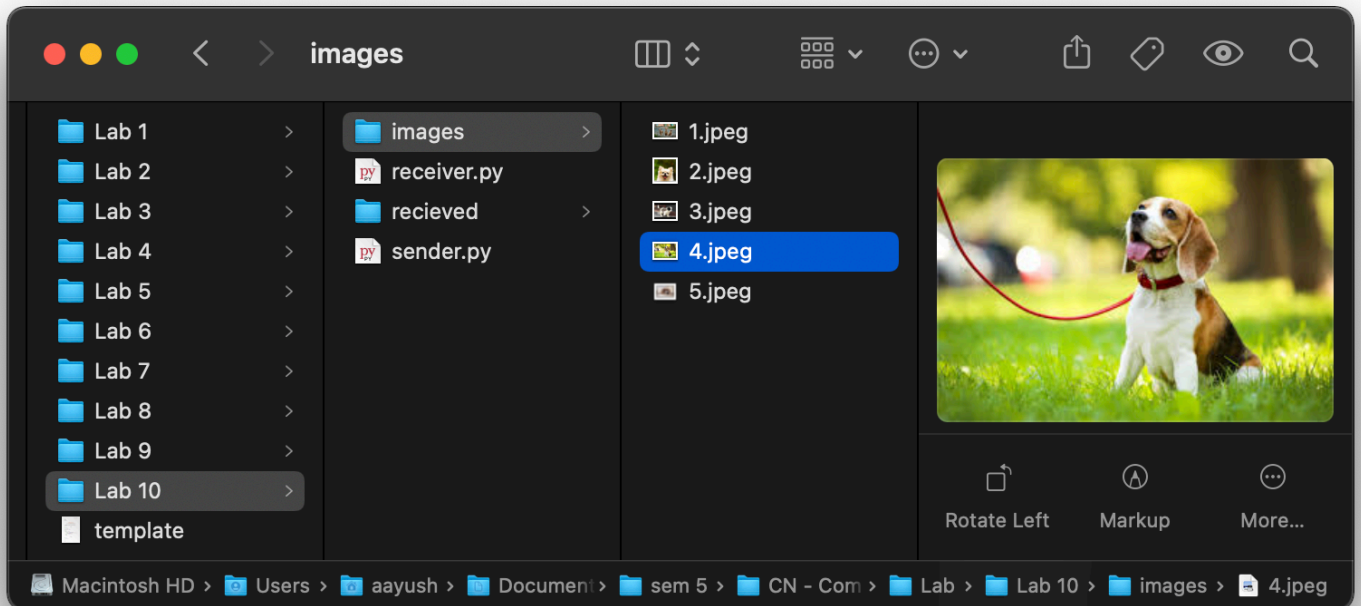 images
Lab 1
Lab 2
Lab 3
Lab 4
Lab 5
Lab 6
Lab 7
Lab 8
Lab 9
Lab 10
template
images
receiver.py
recieved
sender.py
1.jpeg
2.jpeg
3.jpeg
4.jpeg
5.jpeg
Rotate Left
Markup
More...
Macintosh HD › Users › aayush › Document › sem 5 › CN - Com › Lab › Lab 10 › images › 4.jpeg